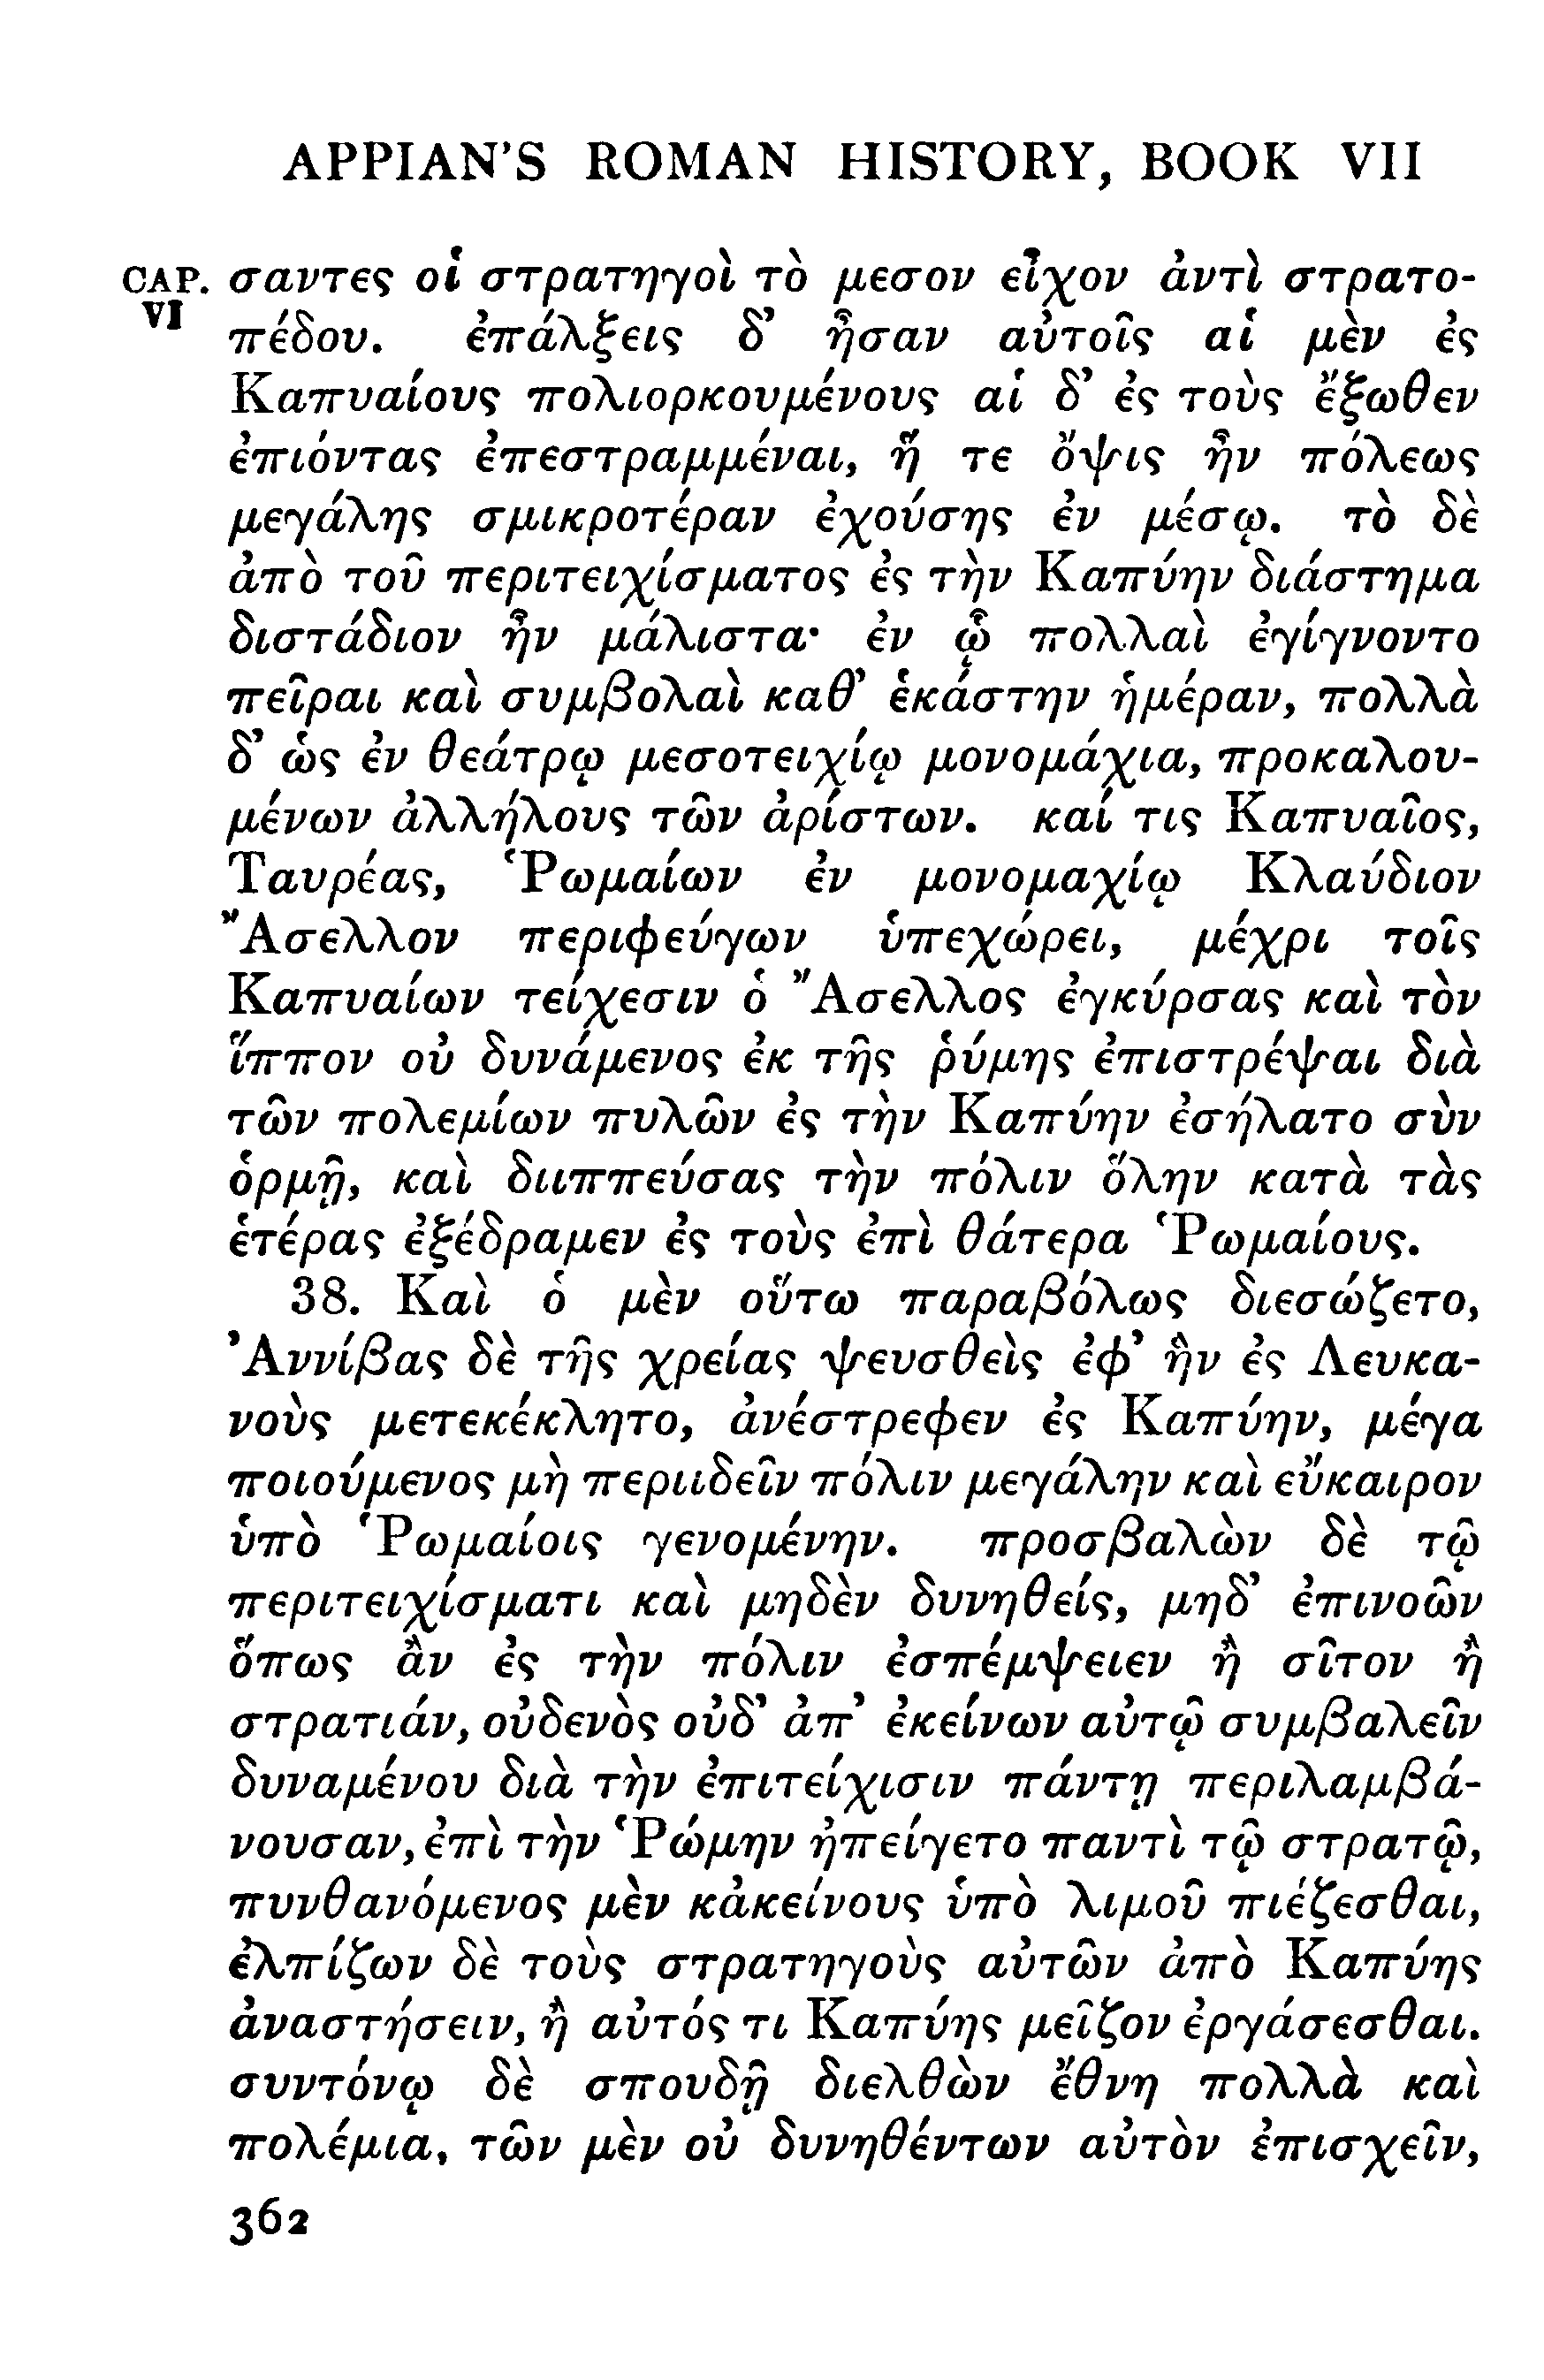 APPIAN'S ROMAN HISTORY, BOOK VII
CAP. VI
σαντες οἱ στρατηγοὶ τὸ μεσον εἶχον ἀντὶ στρατο-
πέδου. ἐπάλξεις δ' ἦσαν αὐτοῖς αἱ μὲν ἐς
Καπυαίους πολιορκουμένους αἱ δ' ἐς τοὺς ἔξωθεν
ἐπιόντας ἐπεστραμμέναι, ἥ τε ὄψις ἦν πόλεως
μεγάλης σμικροτέραν ἐχούσης ἐν μέσῳ. τὸ δὲ
ἀπὸ τοῦ περιτειχίσματος ἐς τὴν Καπύην διάστημα
διστάδιον ἦν μάλιστα· ἐν ᾧ πολλαὶ ἐγίγνοντο
πεῖραι καὶ συμβολαὶ καθ' ἑκάστην ἡμέραν, πολλὰ
δ' ὡς ἐν θεάτρῳ μεσοτειχίῳ μονομάχια, προκαλου-
μένων ἀλλήλους τῶν ἀρίστων. καί τις Καπυαῖος,
Ταυρέας, Ῥωμαίων ἐν μονομαχίῳ Κλαύδιον
Ἄσελλον περιφεύγων ὑπεχώρει, μέχρι τοῖς
Καπυαίων τείχεσιν ὁ Ἄσελλος ἐγκύρσας καὶ τὸν
ἵππον οὐ δυνάμενος ἐκ τῆς ῥύμης ἐπιστρέψαι διὰ
τῶν πολεμίων πυλῶν ἐς τὴν Καπύην ἐσήλατο σὺν
ὁρμῇ, καὶ διιππεύσας τὴν πόλιν ὅλην κατὰ τὰς
ἑτέρας ἐξέδραμεν ἐς τοὺς ἐπὶ θάτερα Ῥωμαίους.
38. Καὶ ὁ μὲν οὕτω παραβόλως διεσώζετο,
Ἀννίβας δὲ τῆς χρείας ψευσθεὶς ἐφ' ἣν ἐς Λευκα-
νοὺς μετεκέκλητο, ἀνέστρεφεν ἐς Καπύην, μέγα
ποιούμενος μὴ περιιδεῖν πόλιν μεγάλην καὶ εὔκαιρον
ὑπὸ Ῥωμαίοις γενομένην. προσβαλὼν δὲ τῷ
περιτειχίσματι καὶ μηδὲν δυνηθείς, μηδ' ἐπινοῶν
ὅπως ἂν ἐς τὴν πόλιν ἐσπέμψειεν ἢ σῖτον ἢ
στρατιάν, οὐδενὸς οὐδ' ἀπ' ἐκείνων αὐτῷ συμβαλεῖν
δυναμένου διὰ τὴν ἐπιτείχισιν πάντῃ περιλαμβά-
νουσαν, ἐπὶ τὴν Ῥώμην ἠπείγετο παντὶ τῷ στρατῷ,
πυνθανόμενος μὲν κἀκείνους ὑπὸ λιμοῦ πιέζεσθαι,
ἐλπίζων δὲ τοὺς στρατηγοὺς αὐτῶν ἀπὸ Καπύης
ἀναστήσειν, ἢ αὐτός τι Καπύης μεῖζον ἐργάσεσθαι.
συντόνῳ δὲ σπουδῇ διελθὼν ἔθνη πολλὰ καὶ
πολέμια, τῶν μὲν οὐ δυνηθέντων αὐτὸν ἐπισχεῖν,
362